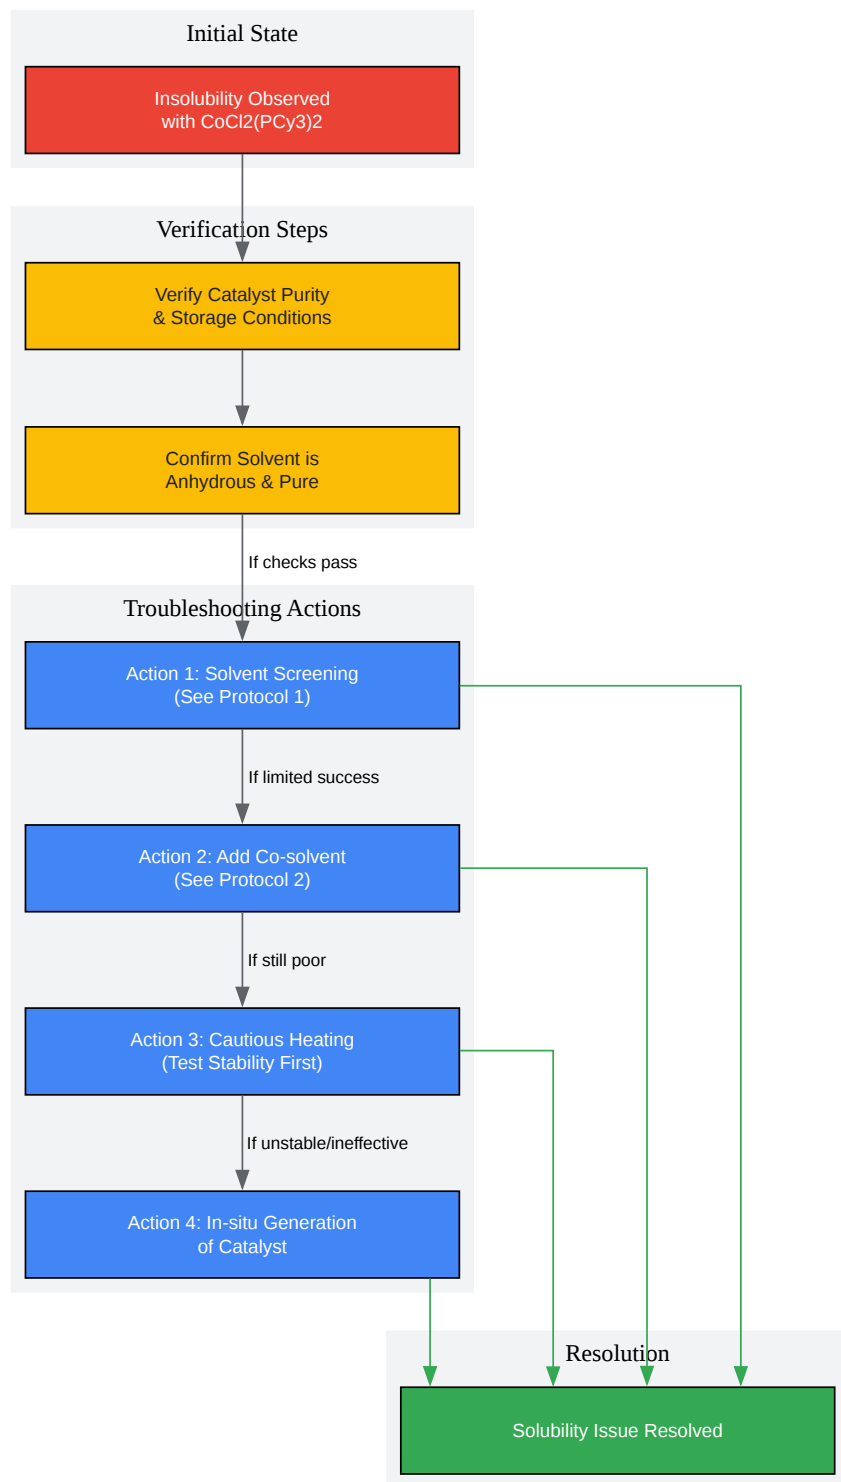 Initial State
Insolubility Observed
with CoCl2(PCy3)2
Verification Steps
Verify Catalyst Purity
& Storage Conditions
Confirm Solvent is
Anhydrous & Pure
If checks pass
Troubleshooting Actions
Action 1: Solvent Screening
(See Protocol 1)
If limited success
Action 2: Add Co-solvent
(See Protocol 2)
If still poor
Action 3: Cautious Heating
(Test Stability First)
If unstable/ineffective
Action 4: In-situ Generation
of Catalyst
Resolution
Solubility Issue Resolved